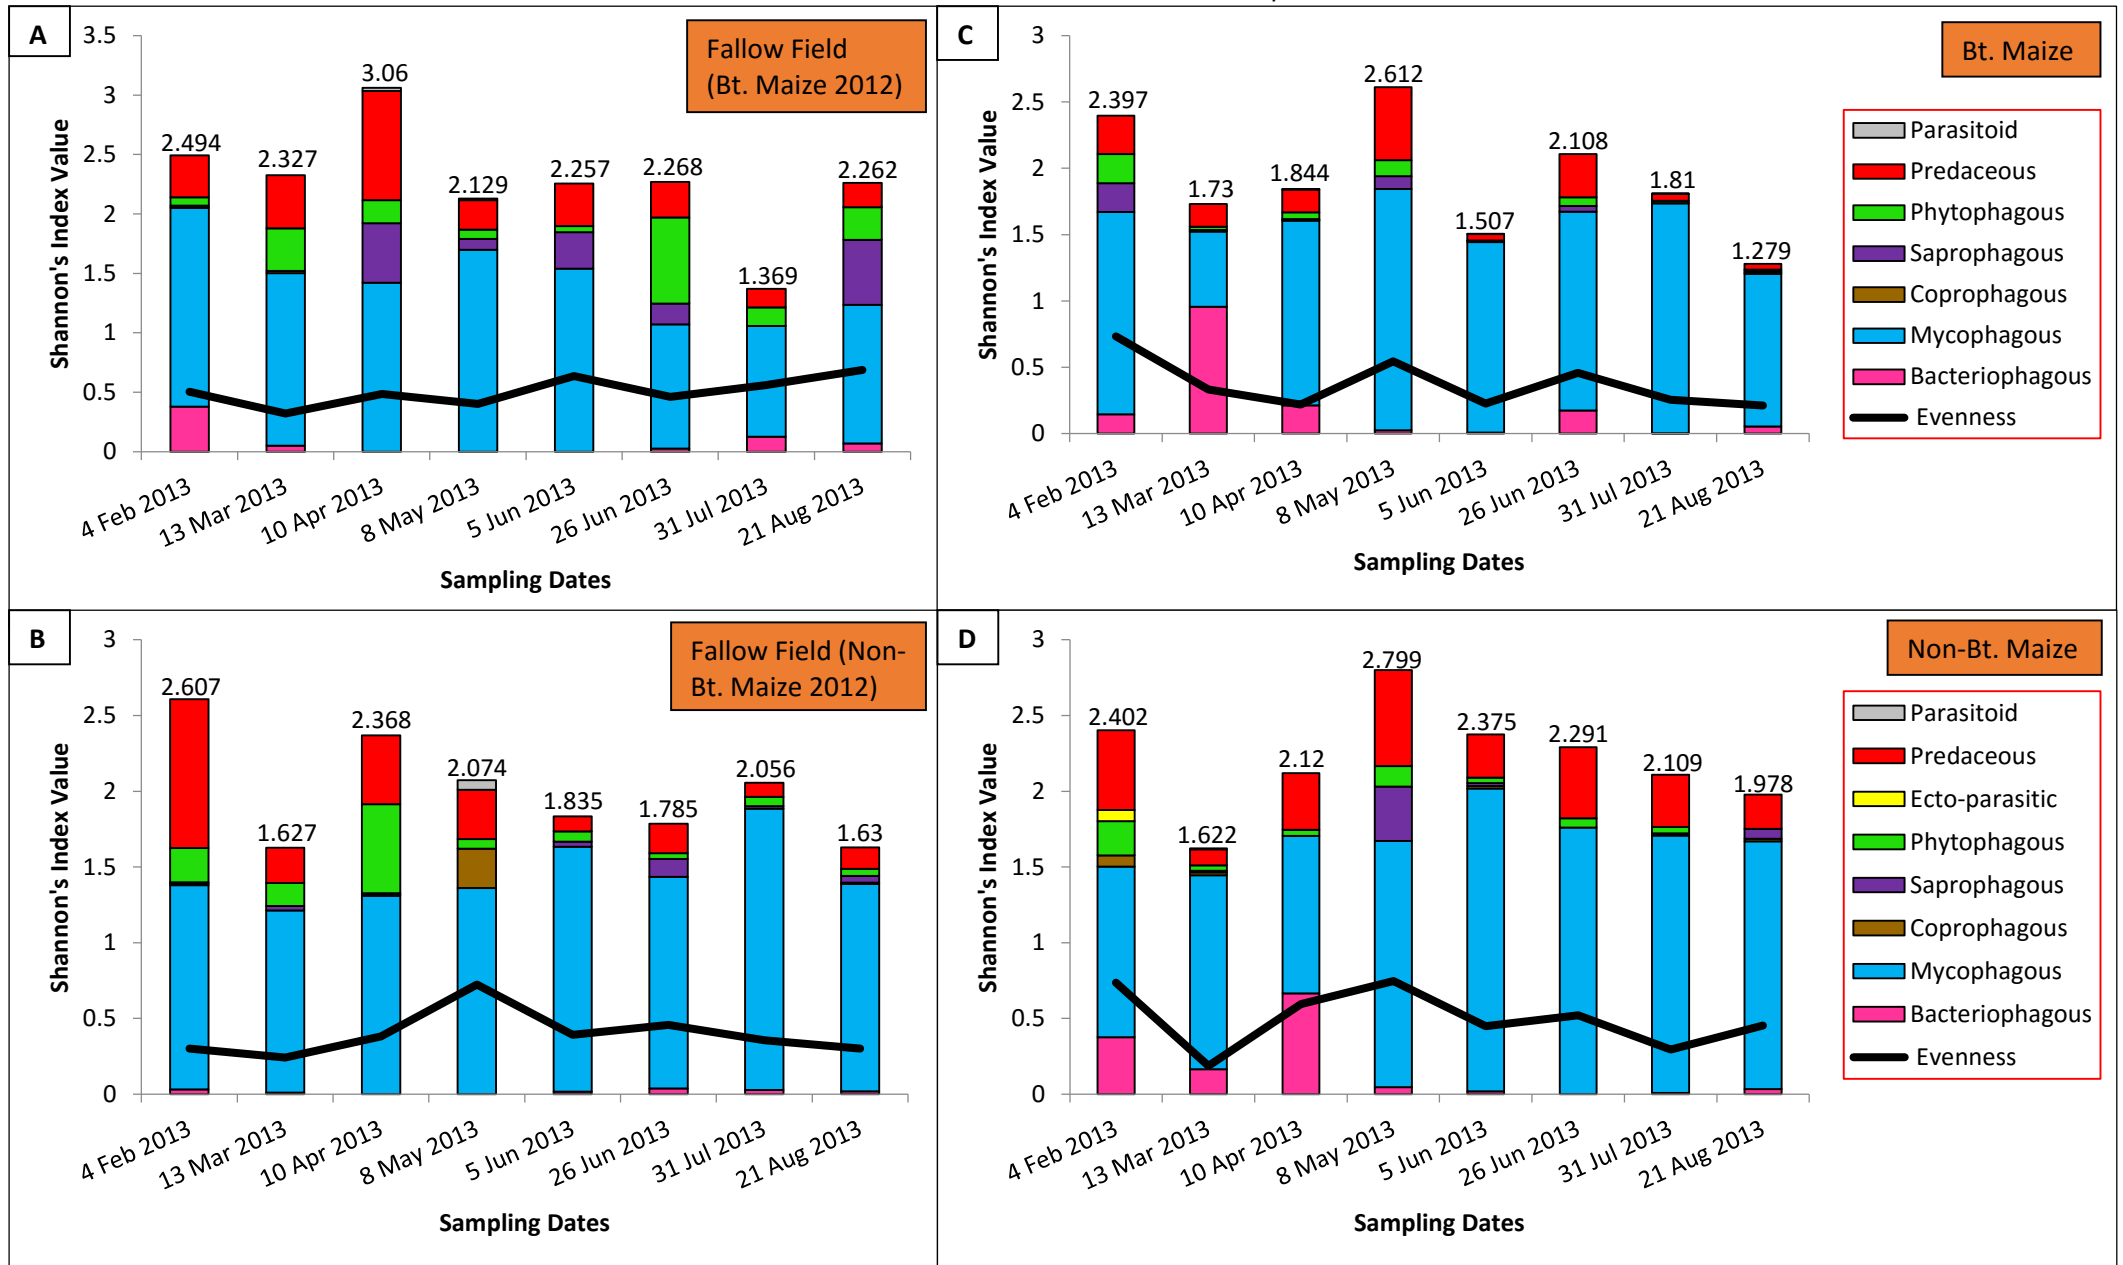 A
Fallow Field
(Bt. Maize 2012)
Shannon's Index Value
3.5
3
2.5
2
1.5
1
0.5
0
2.494
2.327
3.06
2.129
2.257
2.268
1.369
2.262
4 Feb 2013
13 Mar 2013
10 Apr 2013
8 May 2013
5 Jun 2013
26 Jun 2013
31 Jul 2013
21 Aug 2013
Sampling Dates
C
Bt. Maize
Shannon's Index Value
3
2.5
2
1.5
1
0.5
0
2.397
1.73
1.844
2.612
1.507
2.108
1.81
1.279
4 Feb 2013
13 Mar 2013
10 Apr 2013
8 May 2013
5 Jun 2013
26 Jun 2013
31 Jul 2013
21 Aug 2013
Sampling Dates
Parasitoid
Predaceous
Phytophagous
Saprophagous
Coprophagous
Mycophagous
Bacteriophagous
Evenness
B
Fallow Field (Non-
Bt. Maize 2012)
Shannon's Index Value
3
2.5
2
1.5
1
0.5
0
2.607
1.627
2.368
2.074
1.835
1.785
2.056
1.63
4 Feb 2013
13 Mar 2013
10 Apr 2013
8 May 2013
5 Jun 2013
26 Jun 2013
31 Jul 2013
21 Aug 2013
Sampling Dates
D
Non-Bt. Maize
Shannon's Index Value
3
2.5
2
1.5
1
0.5
0
2.402
1.622
2.12
2.799
2.375
2.291
2.109
1.978
4 Feb 2013
13 Mar 2013
10 Apr 2013
8 May 2013
5 Jun 2013
26 Jun 2013
31 Jul 2013
21 Aug 2013
Sampling Dates
Parasitoid
Predaceous
Ecto-parasitic
Phytophagous
Saprophagous
Coprophagous
Mycophagous
Bacteriophagous
Evenness